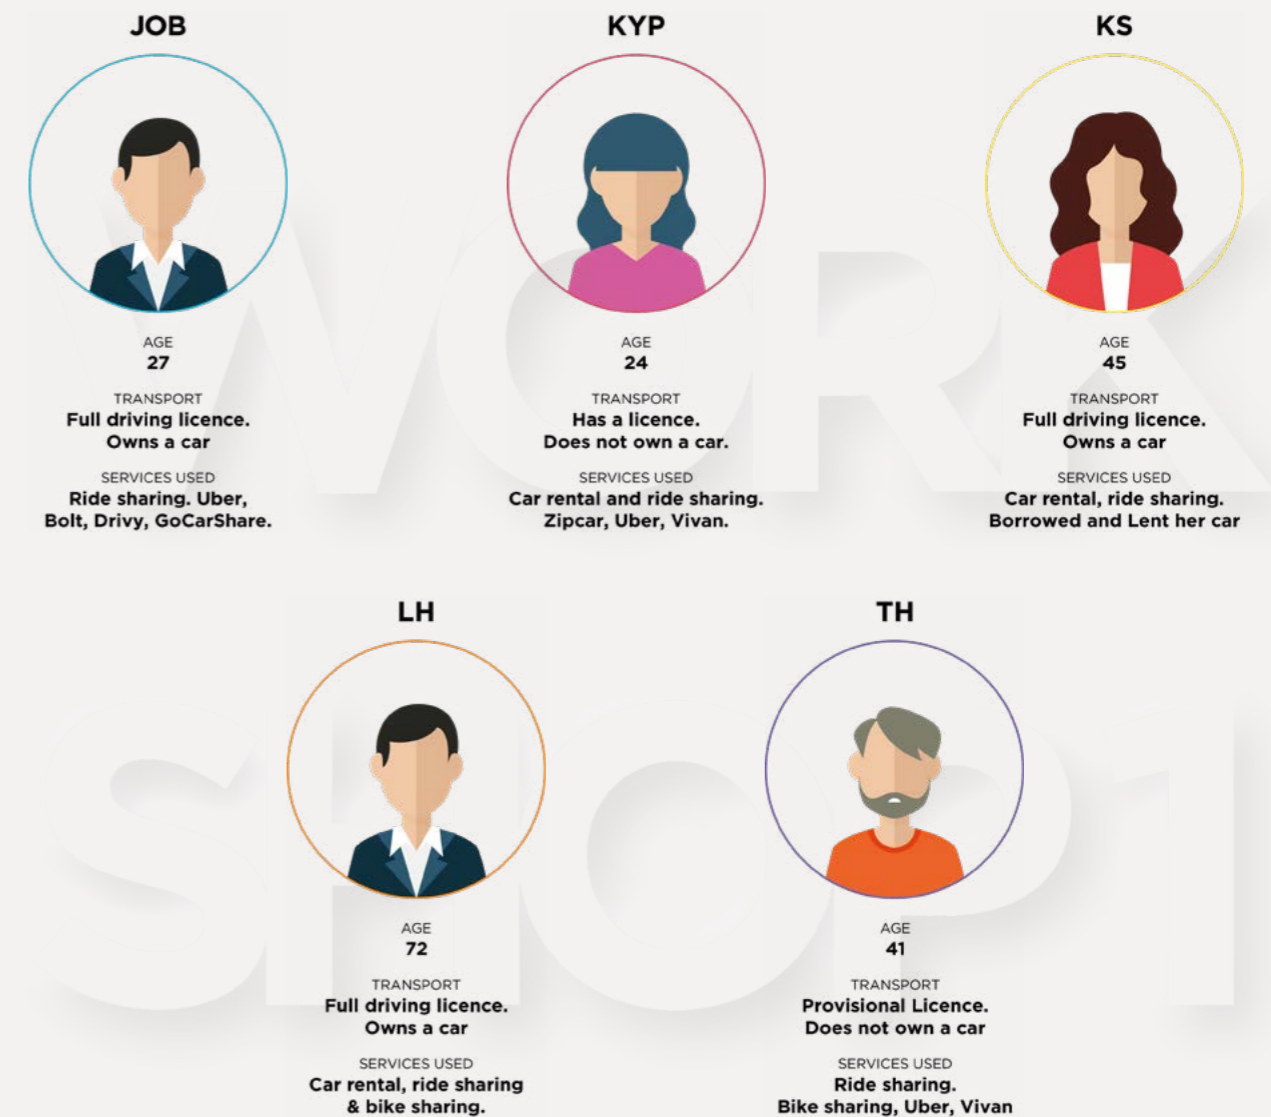 JOB
AGE
27
TRANSPORT
Full driving licence.
Owns a car
SERVICES USED
Ride sharing. Uber,
Bolt, Drivy, GoCarShare.
KYP
AGE
24
TRANSPORT
Has a licence.
Does not own a car.
SERVICES USED
Car rental and ride sharing.
Zipcar, Uber, Vivan.
KS
AGE
45
TRANSPORT
Full driving licence.
Owns a car
SERVICES USED
Car rental, ride sharing.
Borrowed and Lent her car
LH
AGE
72
TRANSPORT
Full driving licence.
Owns a car
SERVICES USED
Car rental, ride sharing
& bike sharing.
TH
AGE
41
TRANSPORT
Provisional Licence.
Does not own a car
SERVICES USED
Ride sharing.
Bike sharing, Uber, Vivan
WORK
SHOP1